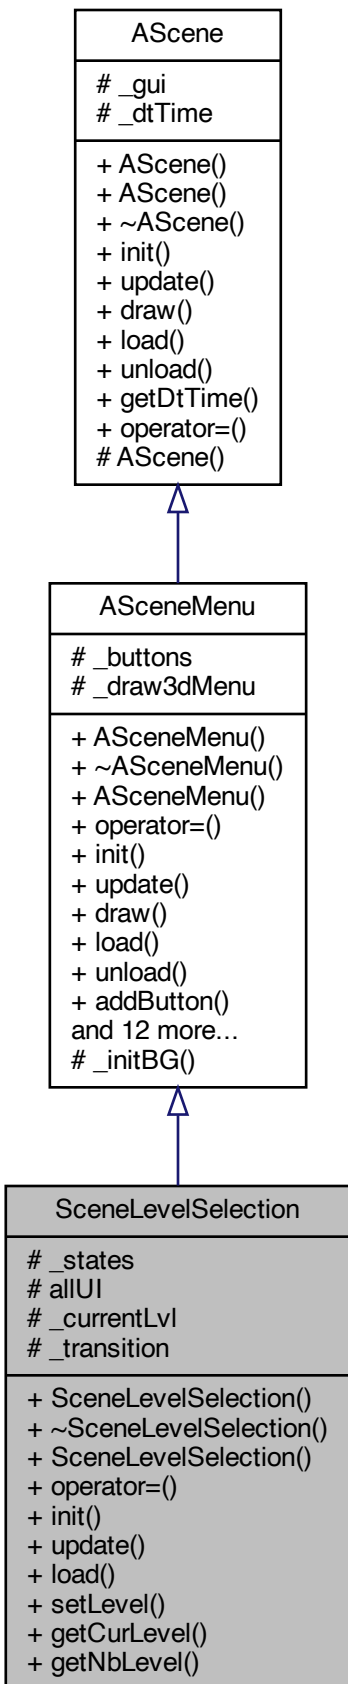 AScene
# _gui
# _dtTime
+ AScene()
+ AScene()
+ ~AScene()
+ init()
+ update()
+ draw()
+ load()
+ unload()
+ getDtTime()
+ operator=()
# AScene()
ASceneMenu
# _buttons
# _draw3dMenu
+ ASceneMenu()
+ ~ASceneMenu()
+ ASceneMenu()
+ operator=()
+ init()
+ update()
+ draw()
+ load()
+ unload()
+ addButton()
and 12 more...
# _initBG()
SceneLevelSelection
# _states
# allUI
# _currentLvl
# _transition
+ SceneLevelSelection()
+ ~SceneLevelSelection()
+ SceneLevelSelection()
+ operator=()
+ init()
+ update()
+ load()
+ setLevel()
+ getCurLevel()
+ getNbLevel()